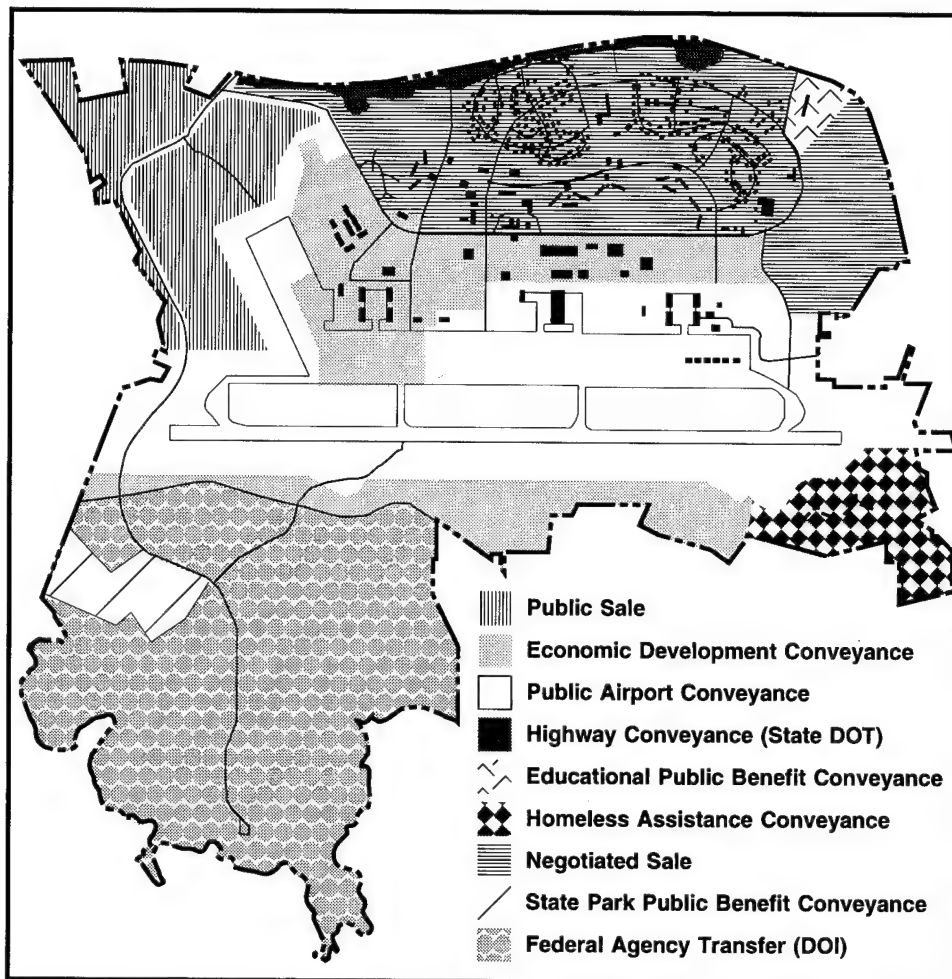 Public Sale
Economic Development Conveyance
Public Airport Conveyance
Highway Conveyance (State DOT)
Educational Public Benefit Conveyance
Homeless Assistance Conveyance
Negotiated Sale
State Park Public Benefit Conveyance
Federal Agency Transfer (DOI)